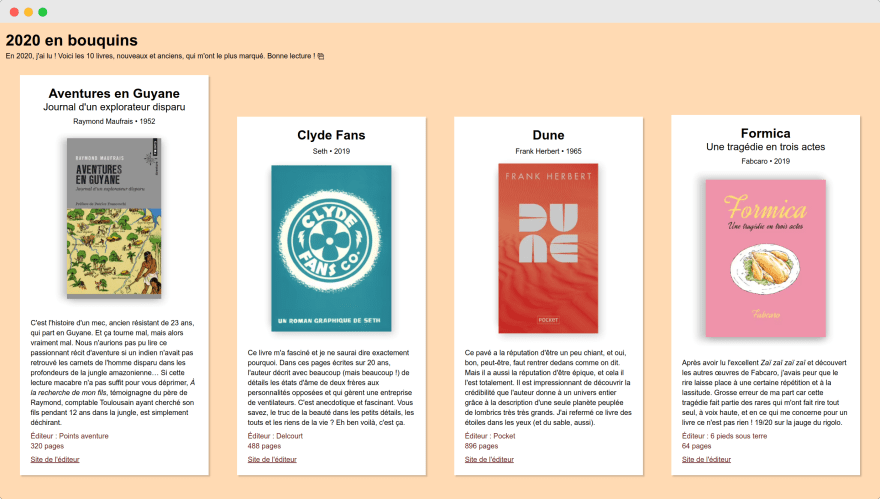 2020 en bouquins
En 2020, j'ai lu ! Voici les 10 livres, nouveaux et anciens, qui m'ont le plus marqué. Bonne lecture !
Aventures en Guyane
Journal d'un explorateur disparu
Raymond Maufrais • 1952
RAYMOND MAUFRAIS
AVENTURES
EN GUYANE
Journal d'un explorateur disparu
C'est l'histoire d'un mec, ancien résistant de 23 ans,
qui part en Guyane. Et ça tourne mal, mais alors
vraiment mal. Nous n'aurions pas pu lire ce
passionnant récit d'aventure si un indien n'avait pas
retrouvé les carnets de l'homme disparu dans les
profondeurs de la jungle amazonienne… Si cette
lecture macabre n'a pas suffit pour vous déprimer, À
la recherche de mon fils, témoignagne du père de
Raymond, comptable Toulousain ayant cherché son
fils pendant 12 ans dans la jungle, est simplement
déchirant.
Éditeur : Points aventure
320 pages
Site de l'éditeur
Clyde Fans
Seth • 2019
CLYDE
FANS CO.
UN ROMAN GRAPHIQUE DE SETH
Ce livre m'a fasciné et je ne saurai dire exactement
pourquoi. Dans ces pages écrites sur 20 ans,
l'auteur décrit avec beaucoup (mais beaucoup !) de
détails les états d'âme de deux frères aux
personnalités opposées et qui gèrent une entreprise
de ventilateurs. C'est anecdotique et fascinant. Vous
savez, le truc de la beauté dans les petits détails, les
touts et les riens de la vie ? Eh ben voilà, c'est ça.
Éditeur : Delcourt
488 pages
Site de l'éditeur
Dune
Frank Herbert • 1965
FRANK HERBERT
DUNE
POCKET
Ce pavé a la réputation d'être un peu chiant, et oui,
bon, peut-être, faut rentrer dedans comme on dit.
Mais il a aussi la réputation d'être épique, et cela il
l'est totalement. Il est impressionnant de découvrir la
crédibilité que l'auteur donne à un univers entier
grâce à la description d'une seule planète peuplée
de lombrics très très grands. J'ai refermé ce livre des
étoiles dans les yeux (et du sable, aussi).
Éditeur : Pocket
896 pages
Site de l'éditeur
Formica
Une tragédie en trois actes
Fabcaro • 2019
Formica
Une tragédie en trois actes
Fabcaro
Après avoir lu l'excellent Zaï zaï zaï zaï et découvert
les autres œuvres de Fabcaro, j'avais peur que le
rire laisse place à une certaine répétition et à la
lassitude. Grosse erreur de ma part car cette
tragédie fait partie des rares qui m'ont fait rire tout
seul, à voix haute, et en ce qui me concerne pour un
livre ce n'est pas rien ! 19/20 sur la jauge du rigolo.
Éditeur : 6 pieds sous terre
64 pages
Site de l'éditeur